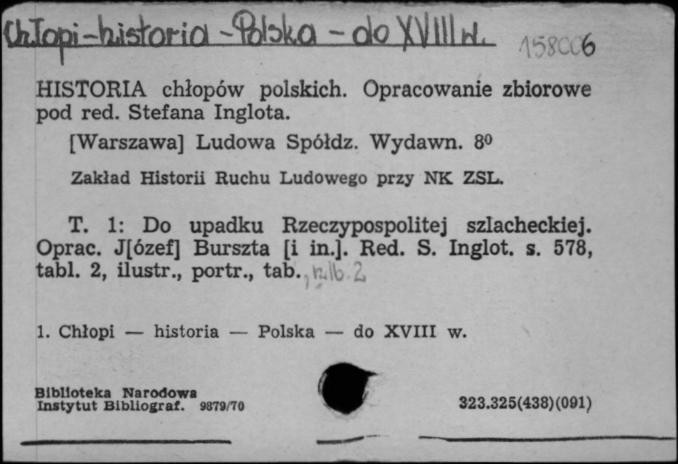 Chłopi-historia-Polska-do XVIII w.
158006
HISTORIA chłopów polskich. Opracowanie zbiorowe
pod red. Stefana Inglota.
[Warszawa] Ludowa Spółdz. Wydawn. 8⁰
Zakład Historii Ruchu Ludowego przy NK ZSL.
T. 1: Do upadku Rzeczypospolitej szlacheckiej.
Oprac. J[ózef] Burszta [i in.]. Red. S. Inglot. s. 578,
tabl. 2, ilustr., portr., tab., nlb. 2
1. Chłopi — historia — Polska — do XVIII w.
Biblioteka Narodowa
Instytut Bibliograf. 9879/70
323.325(438)(091)